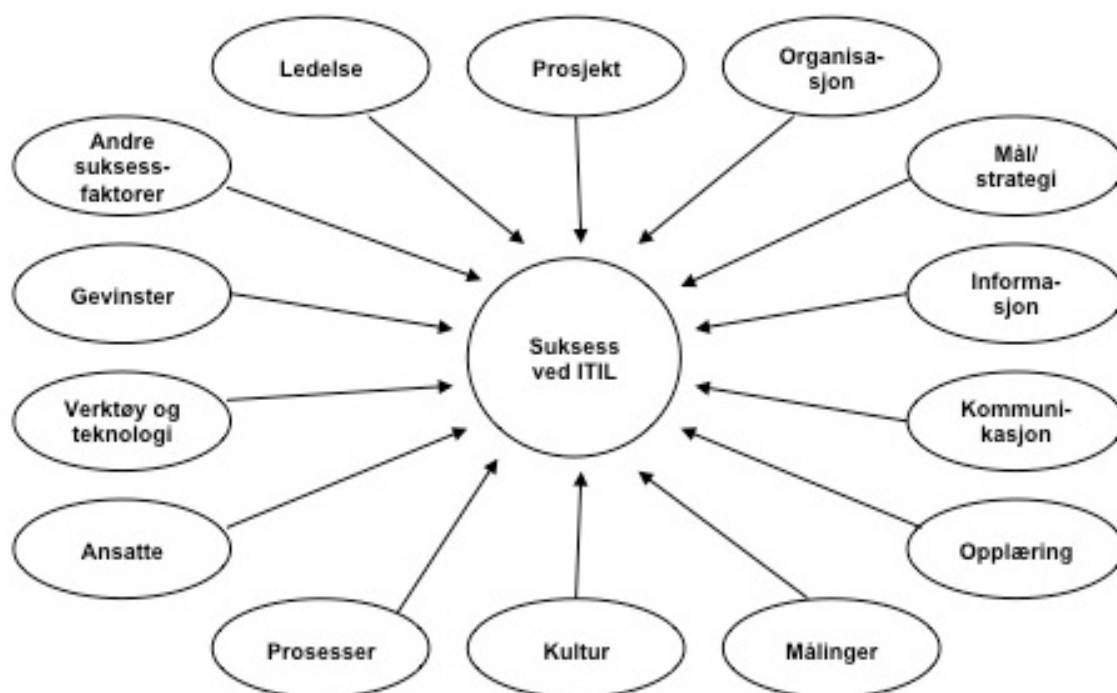 Ledelse
Prosjekt
Organisa-
sjon
Andre
suksess-
faktorer
Mål/
strategi
Gevinster
Informa-
sjon
Suksess
ved ITIL
Verktøy og
teknologi
Kommuni-
kasjon
Ansatte
Opplæring
Prosesser
Kultur
Målinger